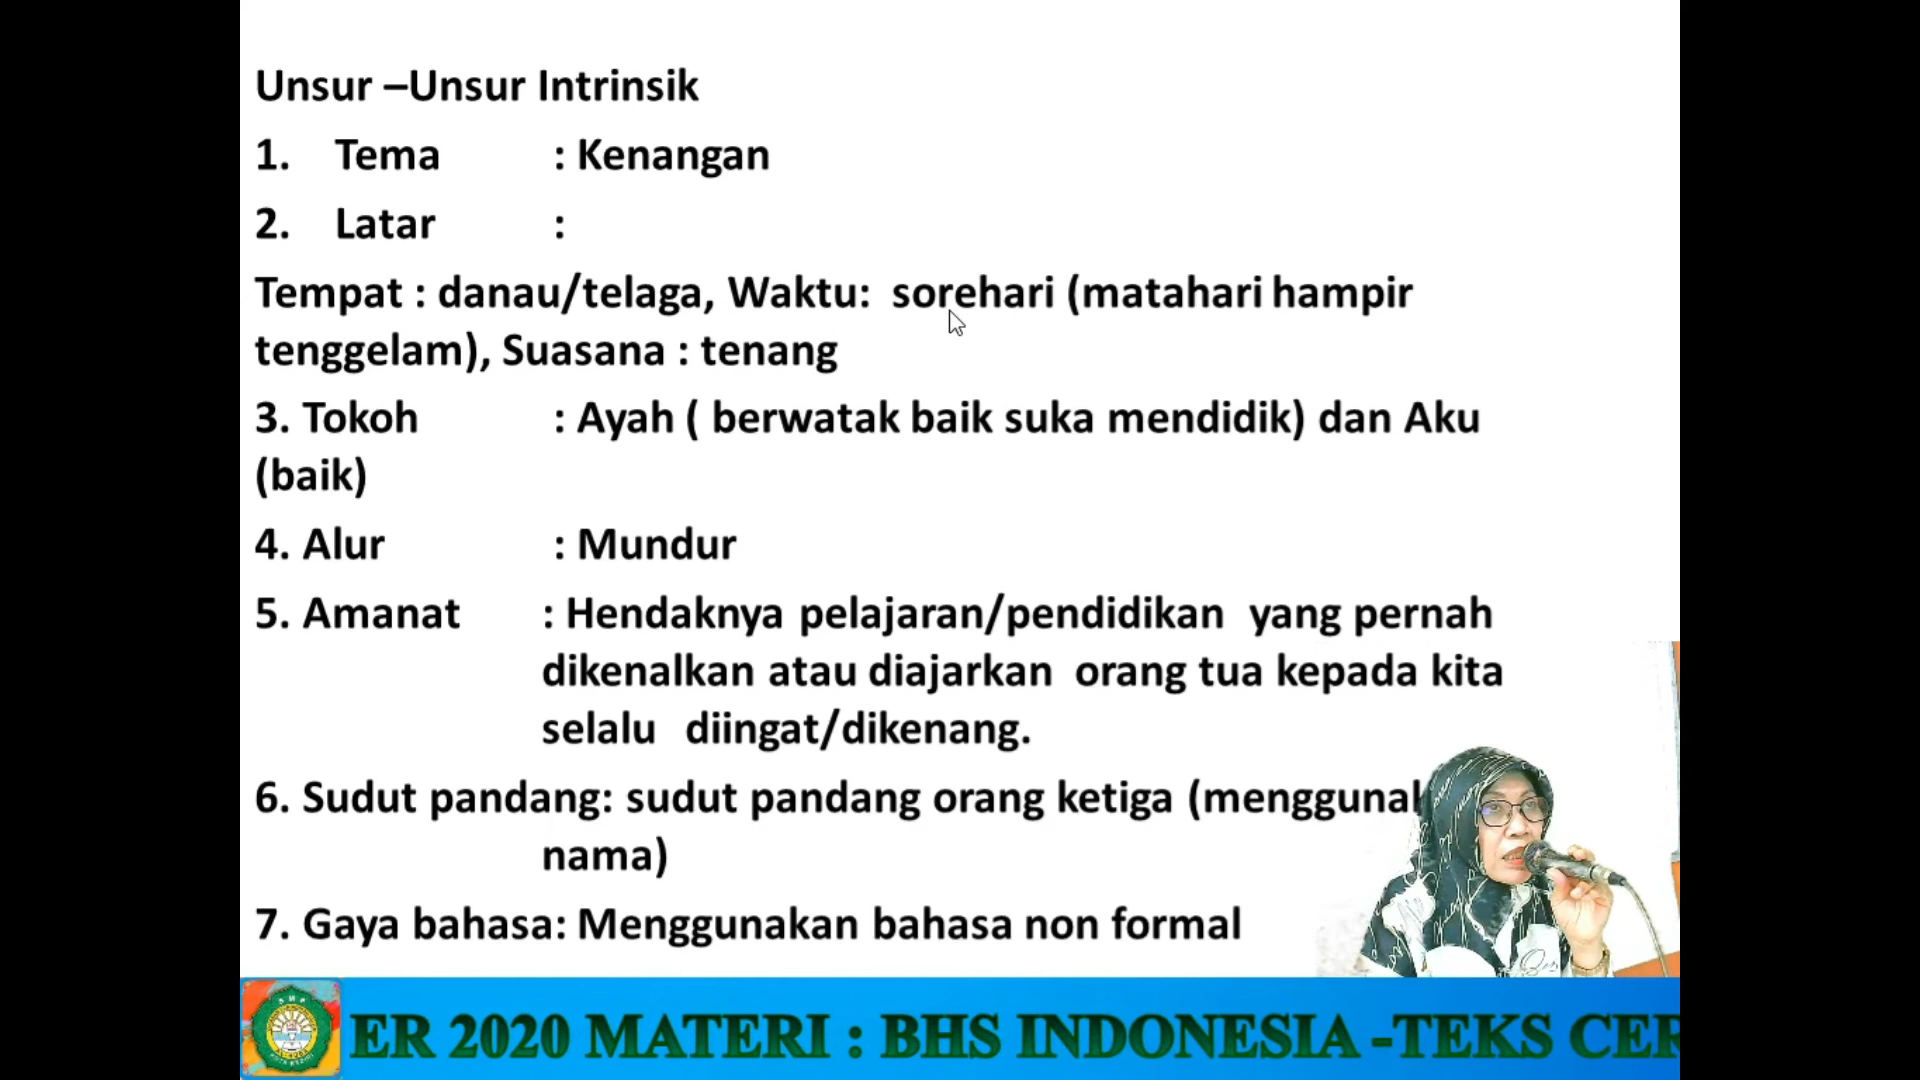 Unsur –Unsur Intrinsik
1. Tema : Kenangan
2. Latar :
Tempat : danau/telaga, Waktu: sorehari (matahari hampir
tenggelam), Suasana : tenang
3. Tokoh : Ayah ( berwatak baik suka mendidik) dan Aku
(baik)
4. Alur : Mundur
5. Amanat : Hendaknya pelajaran/pendidikan yang pernah
dikenalkan atau diajarkan orang tua kepada kita
selalu diingat/dikenang.
6. Sudut pandang: sudut pandang orang ketiga
nama)
7. Gaya bahasa: Menggunakan bahasa non formal
SMP
ER 2020 MATERI : BHS INDONESIA -TEKS CER